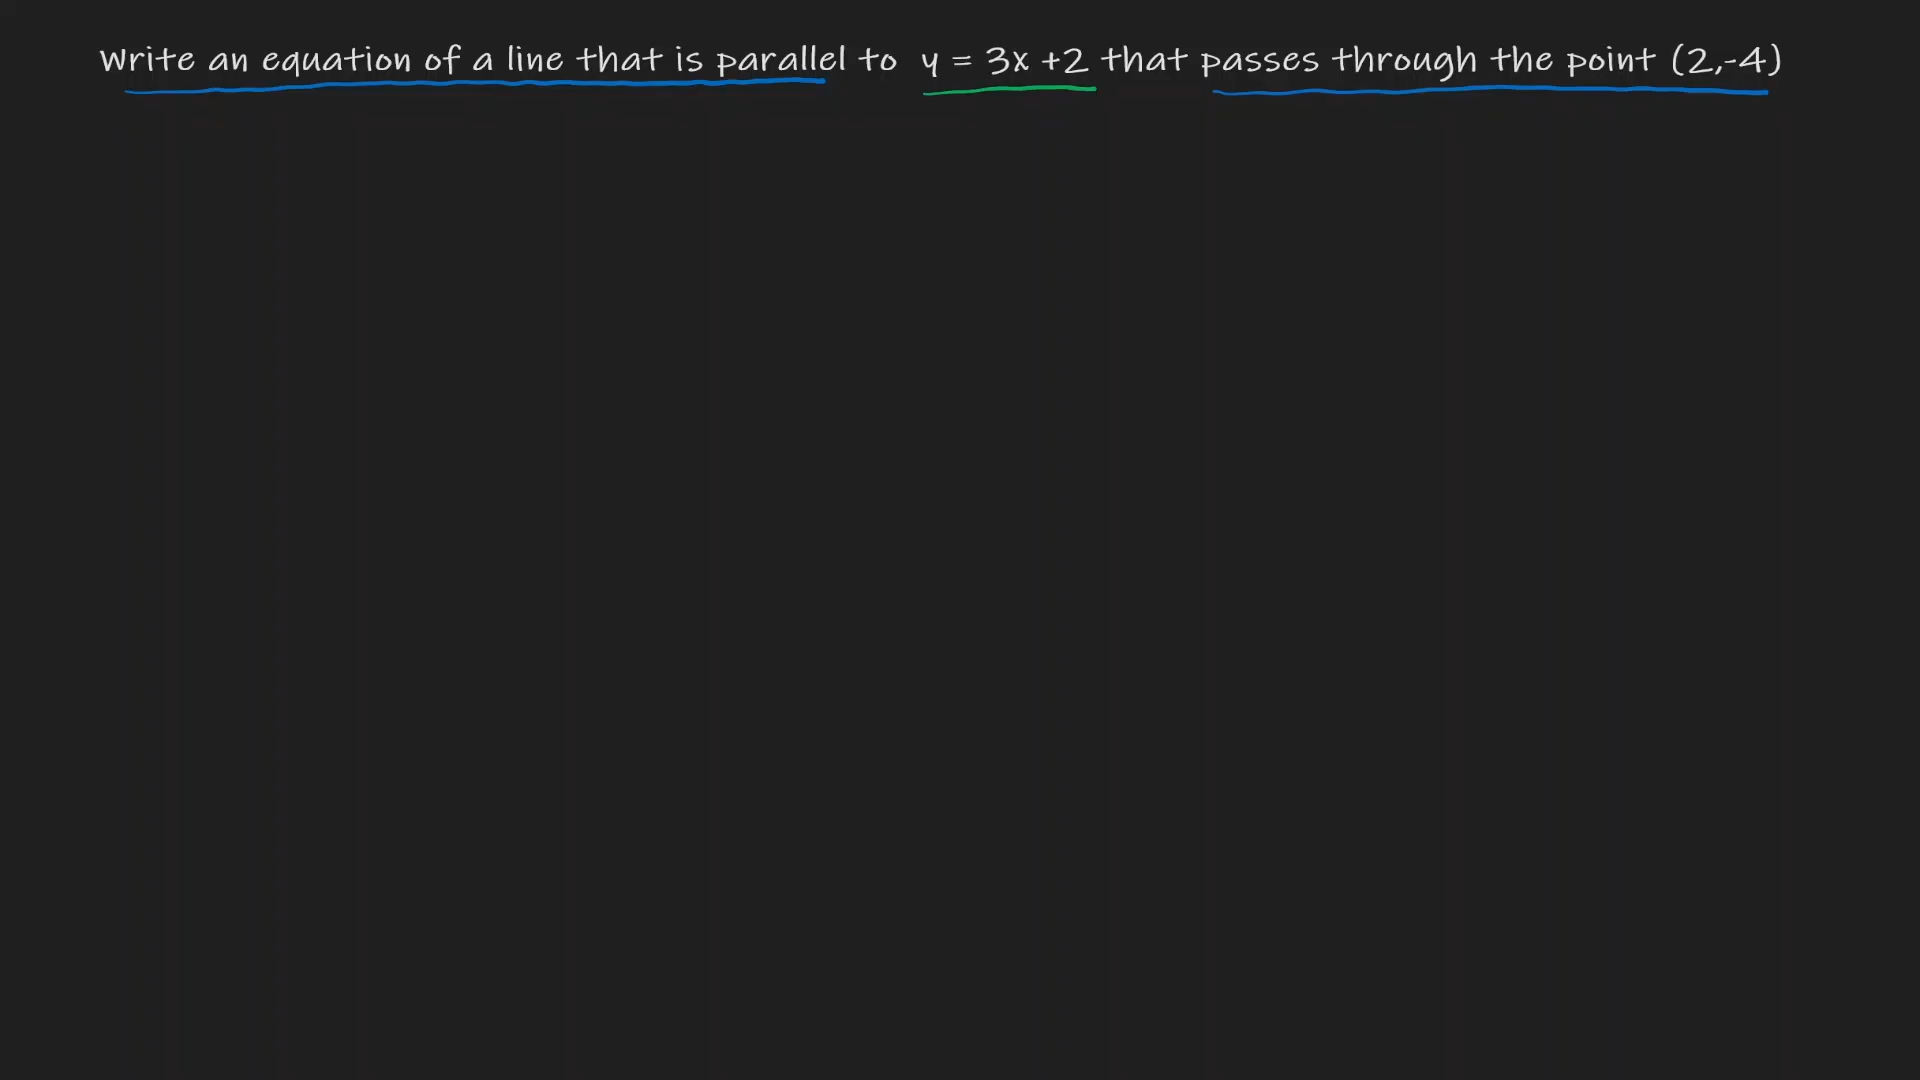 Write an equation of a line that is parallel to y = 3x +2 that passes through the point (2,-4)